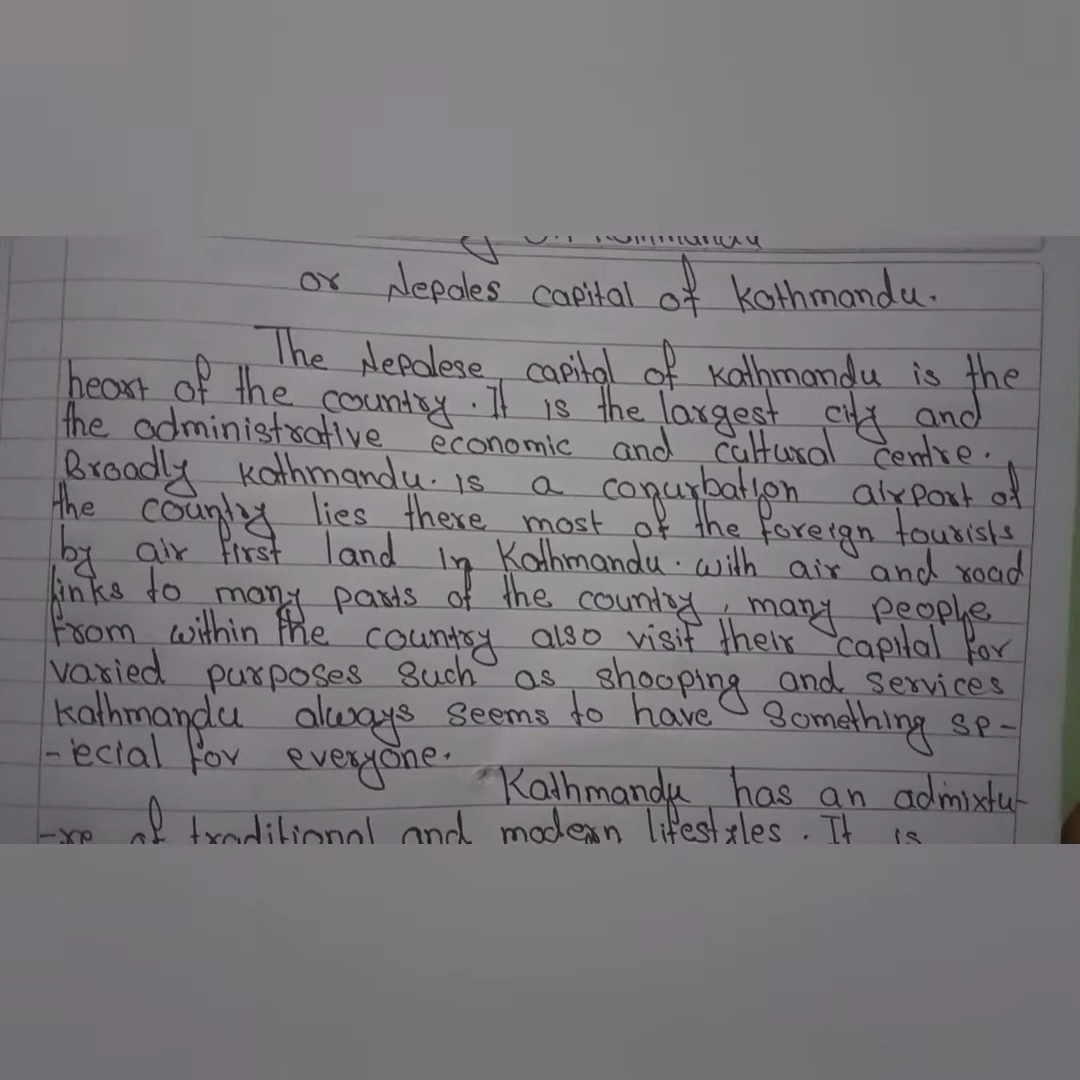 on Kathmandu
or Nepales capital of Kathmandu.
The Nepalese capital of Kathmandu is the
heart of the country. It is the largest city and
the administrative economic and cultural centre.
Broadly Kathmandu. is a conurbation airport of
the country lies there most of the foreign tourists
by air first land in Kathmandu. with air and road
links to many parts of the country, many people
from within the country also visit their capital for
varied purposes such as shooping and services
Kathmandu always seems to have something sp-
-ecial for everyone.
Kathmandu has an admixtu-
-re of traditional and modern lifestyles. It is